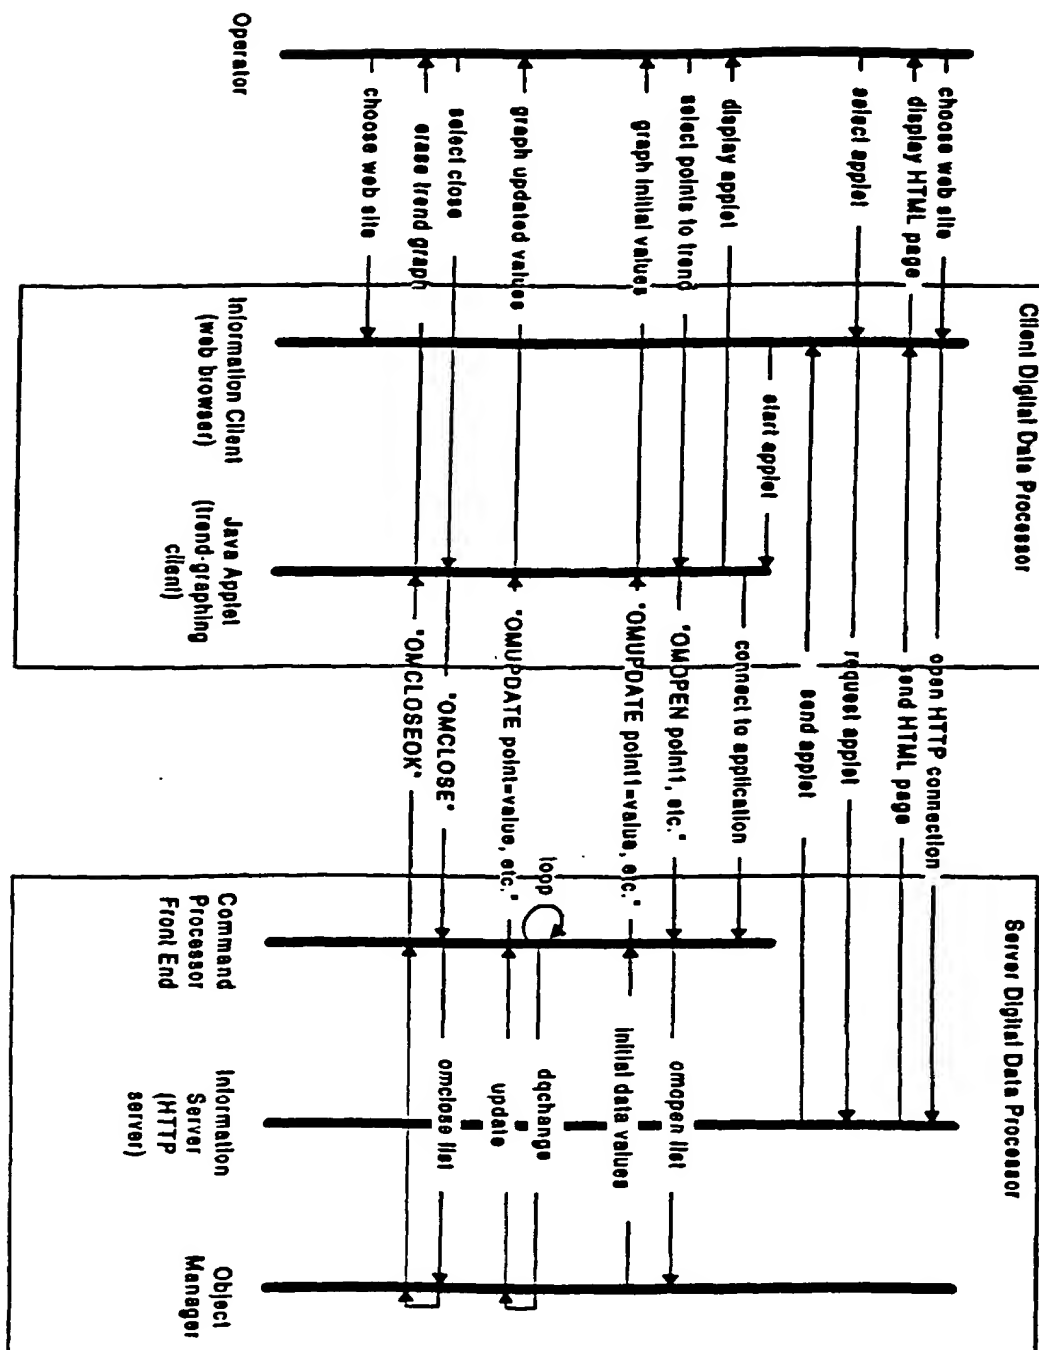 Client Digital Data Processor
Server Digital Data Processor
choose web site
open HTTP connection
display HTML page
send HTML page
select applet
request applet
send applet
start applet
connect to application
display applet
select points to trend
"OMOPEN point1, etc."
omopen list
graph initial values
"OMUPDATE point1=value, etc."
initial data values
loop
dqchange
graph updated values
"OMUPDATE point=value, etc."
update
select close
"OMCLOSE"
omclose list
erase trend graph
"OMCLOSEOK"
choose web site
Operator
Information Client
(web browser)
Java Applet
(trend-graphing
client)
Command
Processor
Front End
Information
Server
(HTTP
server)
Object
Manager